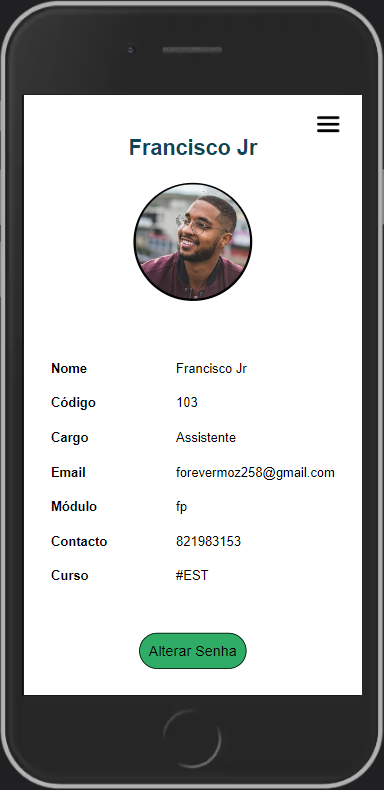 Francisco Jr
Nome Francisco Jr
Código 103
Cargo Assistente
Email forevermoz258@gmail.com
Módulo fp
Contacto 821983153
Curso #EST
Alterar Senha